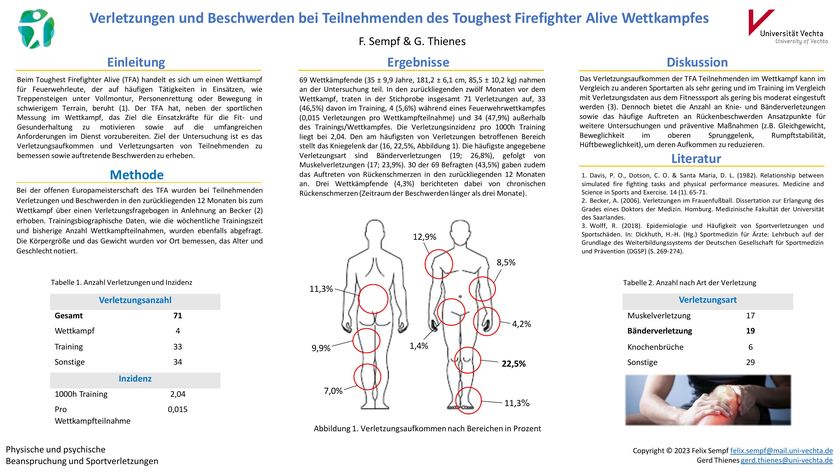 Verletzungen und Beschwerden bei Teilnehmenden des Toughest Firefighter Alive Wettkampfes
F. Sempf & G. Thienes
Universität Vechta
University of Vechta
Einleitung
Beim Toughest Firefighter Alive (TFA) handelt es sich um einen Wettkampf
für Feuerwehrleute, der auf häufigen Tätigkeiten in Einsätzen, wie
Treppensteigen unter Vollmontur, Personenrettung oder Bewegung in
schwierigem Terrain, beruht (1). Der TFA hat, neben der sportlichen
Messung im Wettkampf, das Ziel die Einsatzkräfte für die Fit- und
Gesunderhaltung zu motivieren sowie auf die umfangreichen
Anforderungen im Dienst vorzubereiten. Ziel der Untersuchung ist es das
Verletzungsaufkommen und Verletzungen von Teilnehmenden zu
bemessen sowie auftretende Beschwerden zu erheben.
Methode
Bei der offenen Europameisterschaft des TFA wurden bei Teilnehmenden
Verletzungen und Beschwerden in den zurückliegenden 12 Monaten bis zum
Wettkampf über einen Verletzungsfragebogen in Anlehnung an Becker (2)
erhoben. Trainingsbiographische Daten, wie die wöchentliche Trainingszeit
und bisherige Anzahl Wettkampfteilnahmen, wurden ebenfalls abgefragt.
Die Körpergröße und das Gewicht wurden vor Ort bemessen, das Alter und
Geschlecht notiert.
Tabelle 1. Anzahl Verletzungen und Inzidenz
Verletzungsanzahl
Gesamt 71
Wettkampf 4
Training 33
Sonstige 34
Inzidenz
1000h Training 2,04
Pro 0,015
Wettkampfteilnahme
Physische und psychische
Beanspruchung und Sportverletzungen
Ergebnisse
69 Wettkämpfende (35 ± 9,9 Jahre, 181,2 ± 6,1 cm, 85,5 ± 10,2 kg) nahmen
an der Untersuchung teil. In den zurückliegenden zwölf Monaten vor dem
Wettkampf, traten in der Stichprobe insgesamt 71 Verletzungen auf, 33
(46,5%) davon im Training, 4 (5,6%) während eines Feuerwehrwettkampfes
(0,015 Verletzungen pro Wettkampfteilnahme) und 34 (47,9%) außerhalb
des Trainings/Wettkampfes. Die Verletzungsinzidenz pro 1000h Training
liegt bei 2,04. Den am häufigsten von Verletzungen betroffenen Bereich
stellt das Kniegelenk dar (16, 22,5%, Abbildung 1). Die häufigste angegebene
Verletzungsart sind Bänderverletzungen (19; 26,8%), gefolgt von
Muskelverletzungen (17; 23,9%). 30 der 69 Befragten (43,5%) gaben zudem
das Auftreten von Rückenschmerzen in den zurückliegenden 12 Monaten
an. Drei Wettkämpfende (4,3%) berichteten dabei von chronischen
Rückenschmerzen (Zeitraum der Beschwerden länger als drei Monate).
12,9%
8,5%
11,3%
4,2%
9,9%
1,4%
22,5%
7,0%
11,3%
Abbildung 1. Verletzungsaufkommen nach Bereichen in Prozent
Diskussion
Das Verletzungsaufkommen der TFA Teilnehmenden im Wettkampf kann im
Vergleich zu anderen Sportarten als sehr gering und im Training im Vergleich
mit Verletzungsdaten aus dem Fitnesssport als gering bis moderat eingestuft
werden (3). Dennoch bietet die Anzahl an Knie- und Bänderverletzungen
sowie das häufige Auftreten an Rückenbeschwerden Ansatzpunkte für
weitere Untersuchungen und präventive Maßnahmen (z.B. Gleichgewicht,
Beweglichkeit im oberen Sprunggelenk, Rumpfstabilität,
Hüftbeweglichkeit), um deren Aufkommen zu reduzieren.
Literatur
1. Davis, P. O., Dotson, C. O. & Santa Maria, D. L. (1982). Relationship between
simulated fire fighting tasks and physical performance measures. Medicine and
Science in Sports and Exercise. 14 (1). 65-71.
2. Becker, A. (2006). Verletzungen im Frauenfußball. Dissertation zur Erlangung des
Grades eines Doktors der Medizin. Homburg. Medizinische Fakultät der Universität
des Saarlandes.
3. Wolff, R. (2018). Epidemiologie und Häufigkeit von Sportverletzungen und
Sportschäden. In: Dickhuth, H.-H. (Hg.) Sportmedizin für Ärzte: Lehrbuch auf der
Grundlage des Weiterbildungssystems der Deutschen Gesellschaft für Sportmedizin
und Prävention (DGSP) (S. 269-274).
Tabelle 2. Anzahl nach Art der Verletzung
Verletzungsart
Muskelverletzung 17
Bänderverletzung 19
Knochenbrüche 6
Sonstige 29
Copyright © 2023 Felix Sempf felix.sempf@mail.uni-vechta.de
Gerd Thienes gerd.thienes@uni-vechta.de